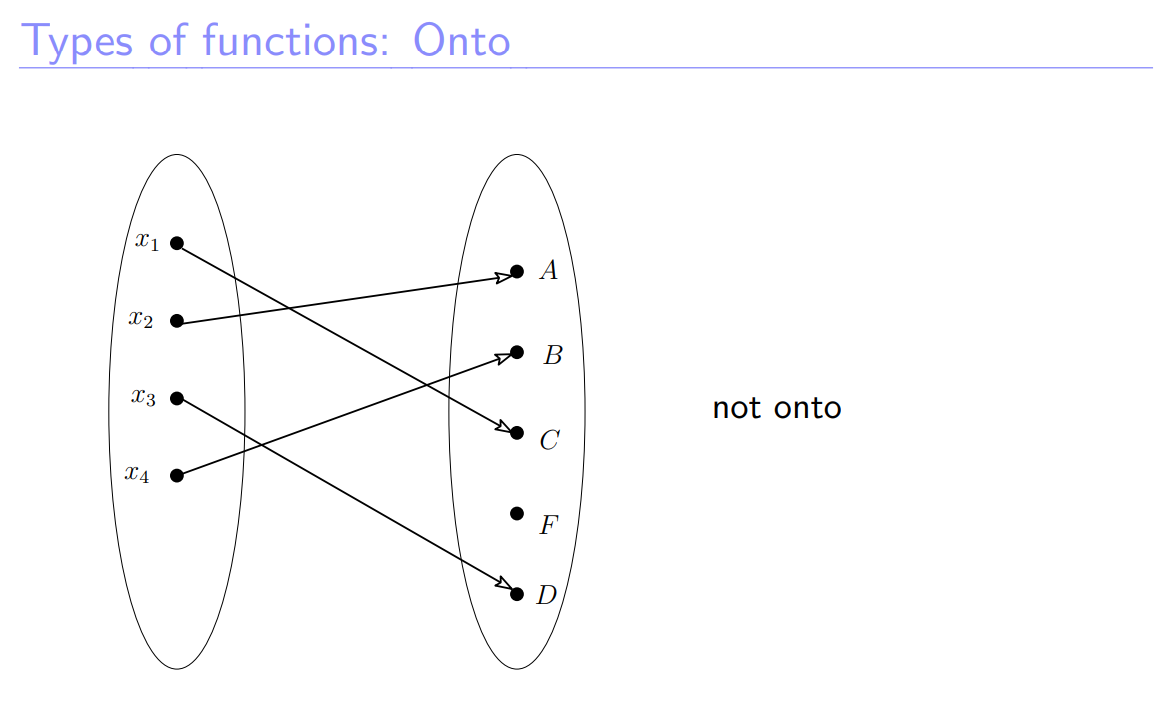 Types of functions: Onto
x₁
x₂
x₃
x₄
A
B
C
F
D
not onto